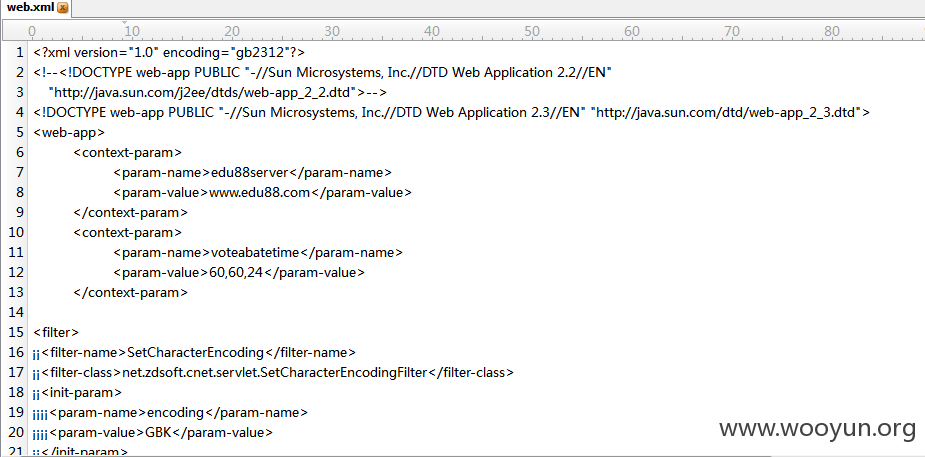 web.xml
0 10 20 30 40 50 60 70 80
1 <?xml version="1.0" encoding="gb2312"?>
2 <!--<!DOCTYPE web-app PUBLIC "-//Sun Microsystems, Inc.//DTD Web Application 2.2//EN"
3 "http://java.sun.com/j2ee/dtds/web-app_2_2.dtd">-->
4 <!DOCTYPE web-app PUBLIC "-//Sun Microsystems, Inc.//DTD Web Application 2.3//EN" "http://java.sun.com/dtd/web-app_2_3.dtd">
5 <web-app>
6 <context-param>
7 <param-name>edu88server</param-name>
8 <param-value>www.edu88.com</param-value>
9 </context-param>
10 <context-param>
11 <param-name>voteabatetime</param-name>
12 <param-value>60,60,24</param-value>
13 </context-param>
14
15 <filter>
16 ¡¡<filter-name>SetCharacterEncoding</filter-name>
17 ¡¡<filter-class>net.zdsoft.cnet.servlet.SetCharacterEncodingFilter</filter-class>
18 ¡¡<init-param>
19 ¡¡¡¡<param-name>encoding</param-name>
20 ¡¡¡¡<param-value>GBK</param-value>
21 ¡¡</init-param>
www.wooyun.org